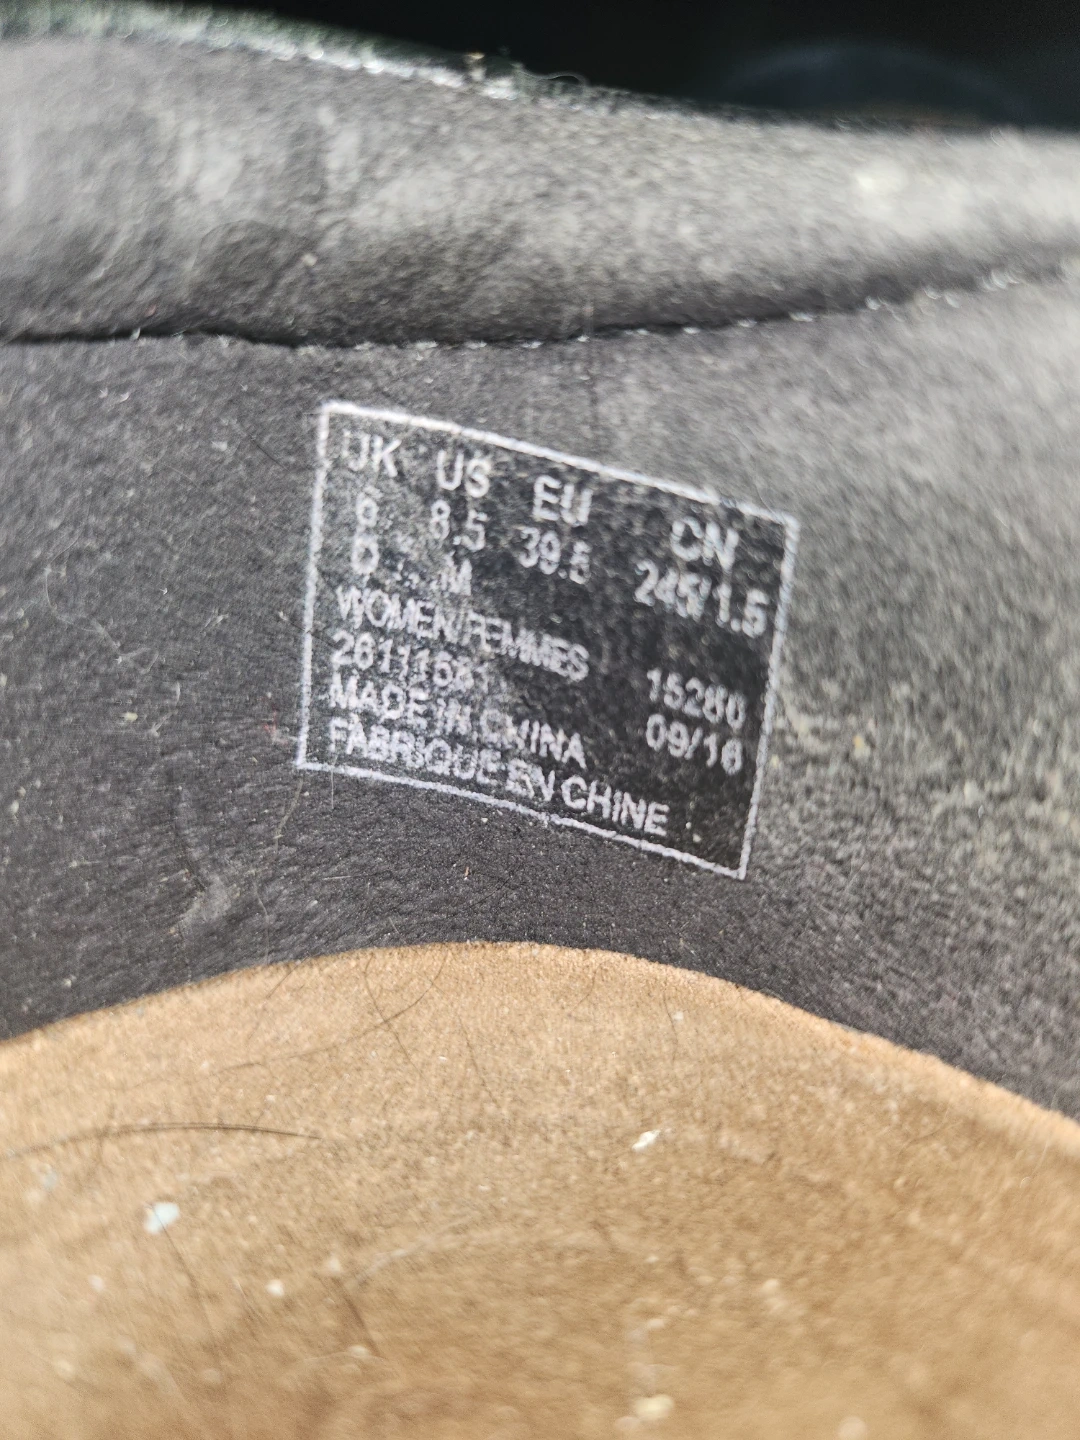 UK US EU CN
6 8.5 39.5 245/1.5
D M
WOMEN/FEMMES
15280
MADE IN CHINA 09/16
FABRIQUE EN CHINE